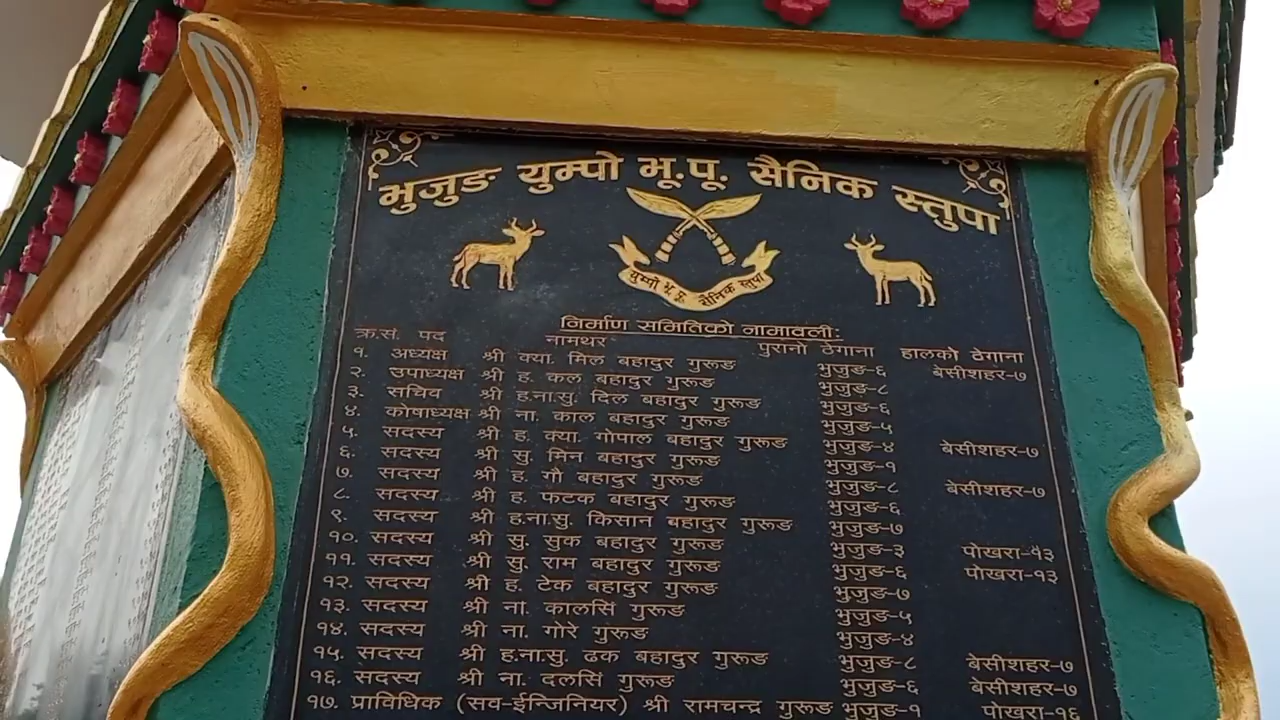 भुजुङ युम्पो भू.पू. सैनिक स्तुपा
युम्पो भू.पू. सैनिक स्तुपा
निर्माण समितिको नामावली:
क्र.सं. पद नामथर पुरानो ठेगाना हालको ठेगाना
१. अध्यक्ष श्री क्या. मिल बहादुर गुरूङ भुजुङ-६ बेसीशहर-७
२. उपाध्यक्ष श्री ह. कल बहादुर गुरूङ भुजुङ-८
३. सचिव श्री ह.ना.सु. दिल बहादुर गुरूङ भुजुङ-६
४. कोषाध्यक्ष श्री ना. काल बहादुर गुरूङ भुजुङ-५
५. सदस्य श्री ह. क्या. गोपाल बहादुर गुरूङ भुजुङ-४ बेसीशहर-७
६. सदस्य श्री सु. मिन बहादुर गुरूङ भुजुङ-१
७. सदस्य श्री ह. गौ बहादुर गुरूङ भुजुङ-८ बेसीशहर-७
८. सदस्य श्री ह. फटक बहादुर गुरूङ भुजुङ-६
९. सदस्य श्री ह.ना.सु. किसान बहादुर गुरूङ भुजुङ-७
१०. सदस्य श्री सु. सुक बहादुर गुरूङ भुजुङ-३ पोखरा-१३
११. सदस्य श्री सु. राम बहादुर गुरूङ भुजुङ-६ पोखरा-१३
१२. सदस्य श्री ह. टेक बहादुर गुरूङ भुजुङ-७
१३. सदस्य श्री ना. कालसि गुरूङ भुजुङ-५
१४. सदस्य श्री ना. गोरे गुरूङ भुजुङ-४
१५. सदस्य श्री ह.ना.सु. ढक बहादुर गुरूङ भुजुङ-८ बेसीशहर-७
१६. सदस्य श्री ना. दलसि गुरूङ भुजुङ-६ बेसीशहर-७
१७. प्राविधिक (सव-ईन्जिनियर) श्री रामचन्द्र गुरूङ भुजुङ-१ पोखरा-१६